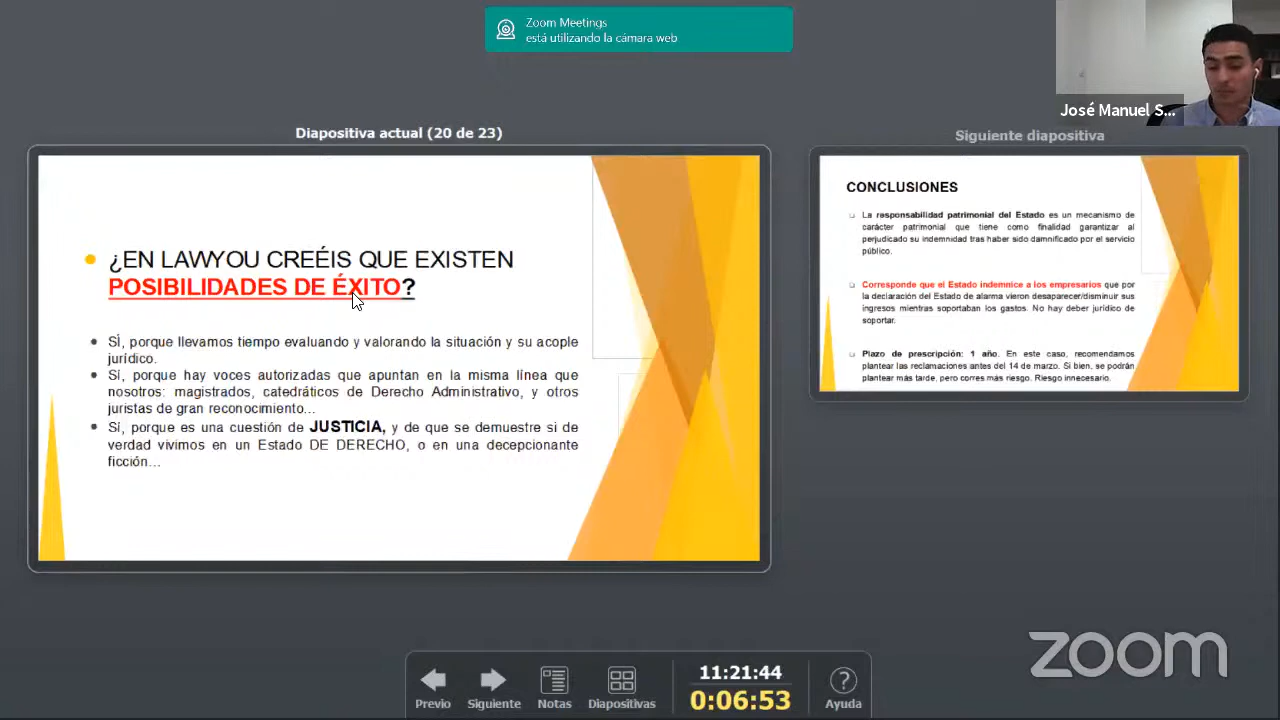 Zoom Meetings
está utilizando la cámara web
José Manuel S...
Diapositiva actual (20 de 23)
Siguiente diapositiva
¿EN LAWYOU CREÉIS QUE EXISTEN
POSIBILIDADES DE ÉXITO?
SÌ, porque llevamos tiempo evaluando y valorando la situación y su acople
jurídico.
Sí, porque hay voces autorizadas que apuntan en la misma línea que
nosotros: magistrados, catedráticos de Derecho Administrativo, y otros
juristas de gran reconocimiento...
Sí, porque es una cuestión de JUSTICIA, y de que se demuestre si de
verdad vivimos en un Estado DE DERECHO, o en una decepcionante
ficción...
CONCLUSIONES
La responsabilidad patrimonial del Estado es un mecanismo de
carácter patrimonial que tiene como finalidad garantizar al
perjudicado su indemnidad tras haber sido damnificado por el servicio
público.
Corresponde que el Estado indemnice a los empresarios que por
la declaración del Estado de alarma vieron desaparecer/disminuir sus
ingresos mientras soportaban los gastos. No hay deber jurídico de
soportar.
Plazo de prescripción: 1 año. En este caso, recomendamos
plantear las reclamaciones antes del 14 de marzo. Si bien, se podrán
plantear más tarde, pero corres más riesgo. Riesgo innecesario.
zoom
Previo
Siguiente
Notas
Diapositivas
11:21:44
0:06:53
Ayuda